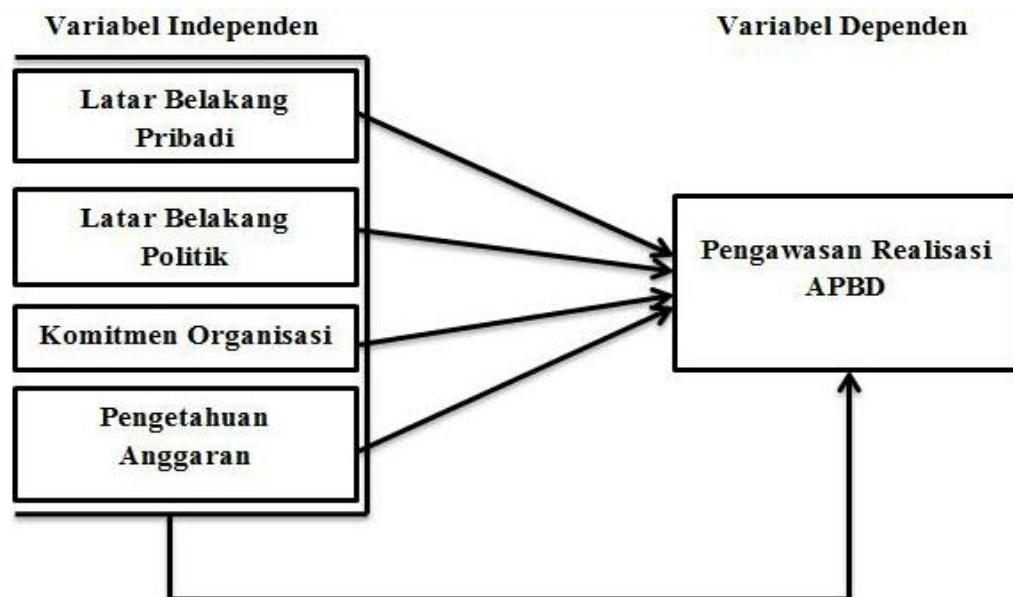 Variabel Independen
Variabel Dependen
Latar Belakang
Pribadi
Latar Belakang
Politik
Komitmen Organisasi
Pengetahuan
Anggaran
Pengawasan Realisasi
APBD